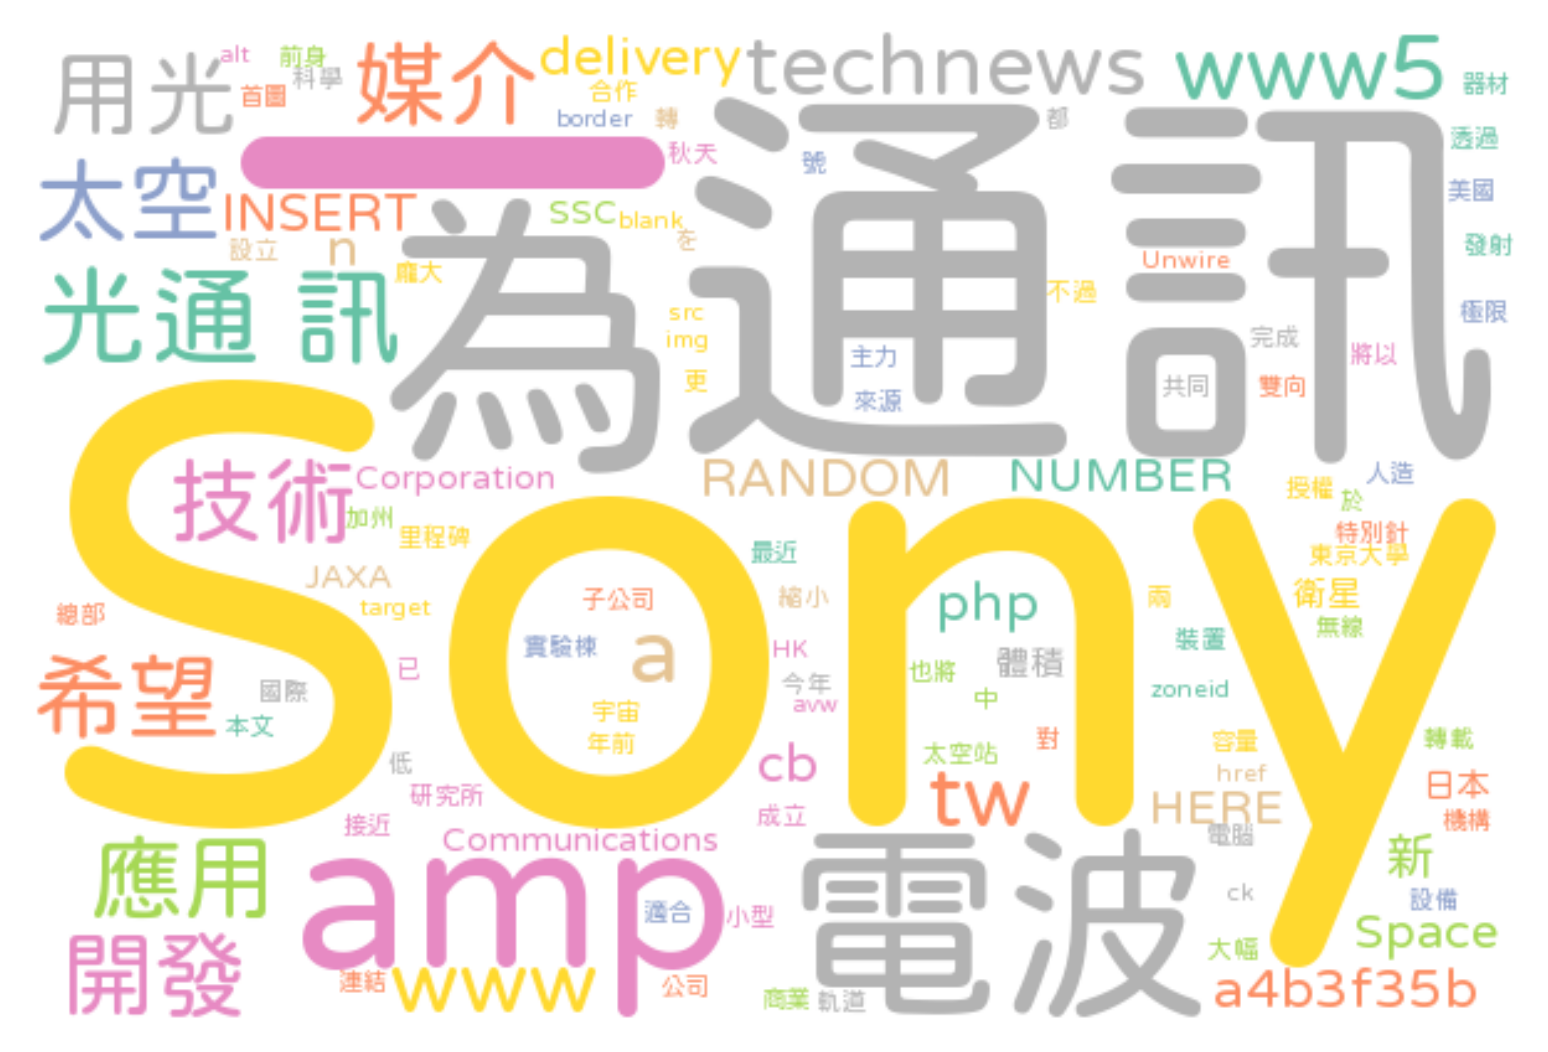 用光
alt
前身
科學
首圖
媒介
delivery
合作
border
轉
technews
www5
器材
都
透過
一
秋天
號
太空
INSERT
SSC
blank
美國
設立
n
龐大
を
為通訊
Unwire
發射
光通 訊
src
img
更
不過
主力
來源
完成
共同
雙向
將以
極限
Sony
技術
Corporation
RANDOM
NUMBER
人造
授權
於
加州
里程碑
最近
特別針
東京大學
JAXA
target
子公司
縮小
php
兩
衛星
無線
總部
實驗棟
a
HK
體積
裝置
希望
國際
已
今年
也將
zoneid
本文
宇宙
年前
avw
中
對
容量
轉載
低
cb
太空站
href
日本
研究所
tw
HERE
機構
接近
Communications
成立
電腦
應用
amp
電波
新
適合
小型
ck
設備
開發
Space
大幅
連結
www
公司
商業
軌道
a4b3f35b